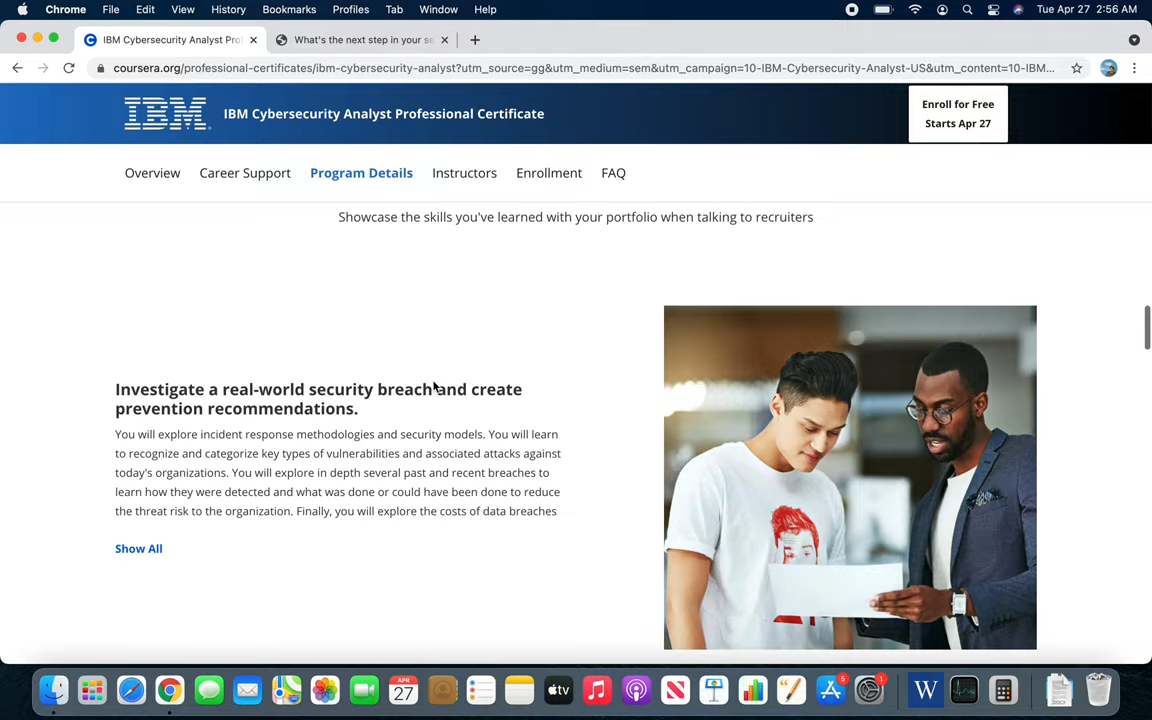 Chrome File Edit View History Bookmarks Profiles Tab Window Help
Tue Apr 27 2:56 AM
IBM Cybersecurity Analyst Pro
What's the next step in your se
coursera.org/professional-certificates/ibm-cybersecurity-analyst?utm_source=gg&utm_medium=sem&utm_campaign=10-IBM-Cybersecurity-Analyst-US&utm_content=10-IBM...
IBM
IBM Cybersecurity Analyst Professional Certificate
Enroll for Free
Starts Apr 27
Overview Career Support Program Details Instructors Enrollment FAQ
Showcase the skills you've learned with your portfolio when talking to recruiters
Investigate a real-world security breach and create
prevention recommendations.
You will explore incident response methodologies and security models. You will learn
to recognize and categorize key types of vulnerabilities and associated attacks against
today's organizations. You will explore in depth several past and recent breaches to
learn how they were detected and what was done or could have been done to reduce
the threat risk to the organization. Finally, you will explore the costs of data breaches
Show All
APR
27
tv
5
1
W